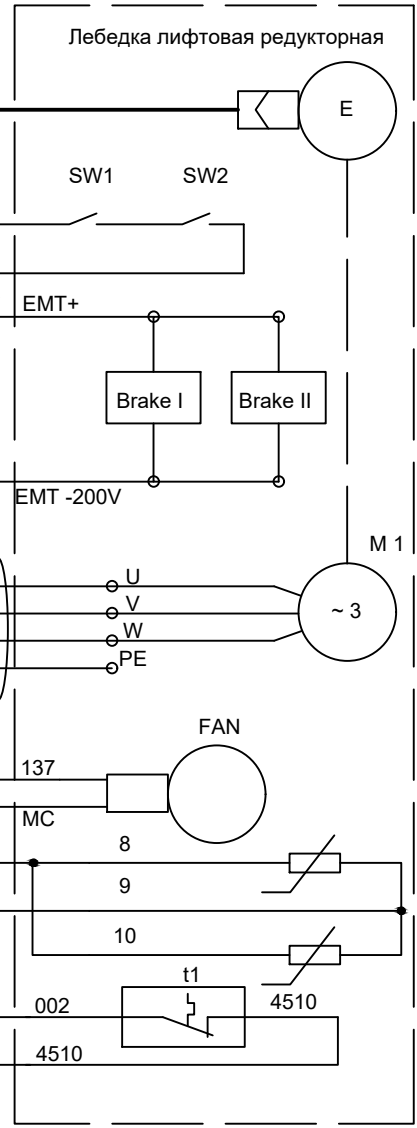 Лебедка лифтовая редукторная
E
SW1 SW2
EMT+
Brake I Brake II
EMT -200V
M 1
U
V
~ 3
W
PE
FAN
137
MC
8
9
10
t1
002 4510
4510